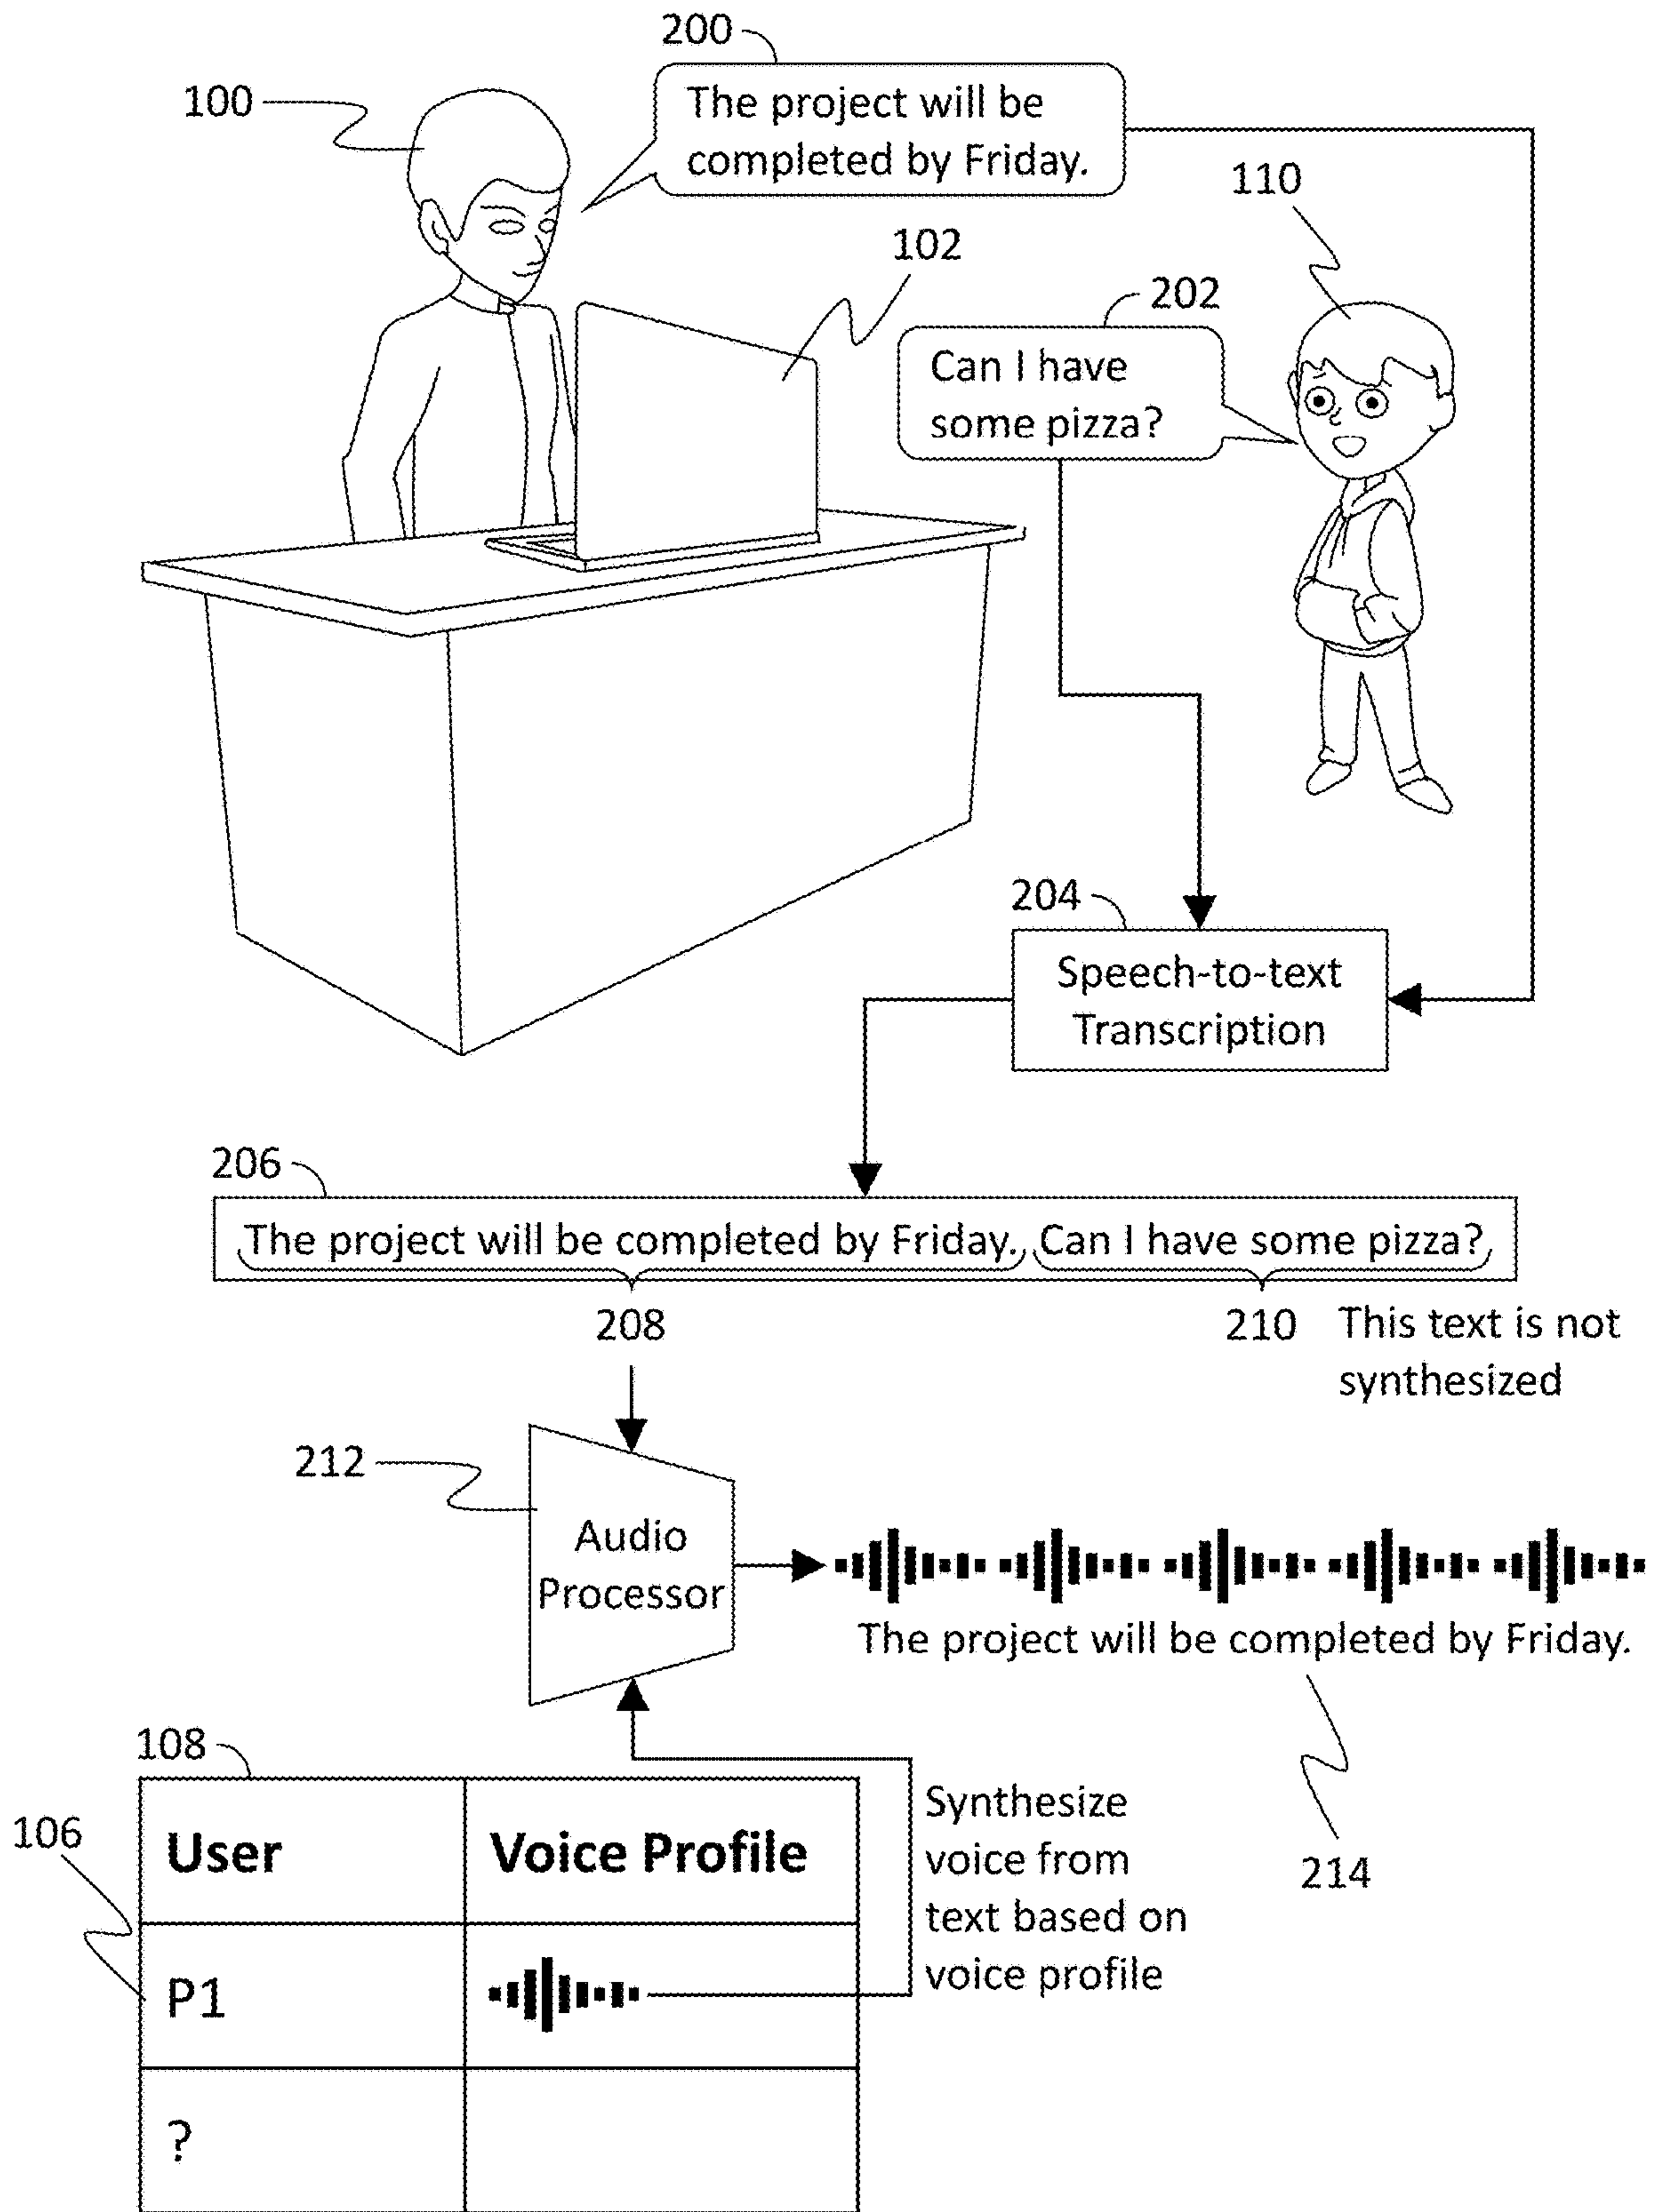 200
100
The project will be
completed by Friday.
110
102
202
Can I have
some pizza?
204
Speech-to-text
Transcription
206
The project will be completed by Friday. Can I have some pizza?
208
210 This text is not
synthesized
212
Audio
Processor
The project will be completed by Friday.
214
108
106
User Voice Profile
P1
?
Synthesize
voice from
text based on
voice profile